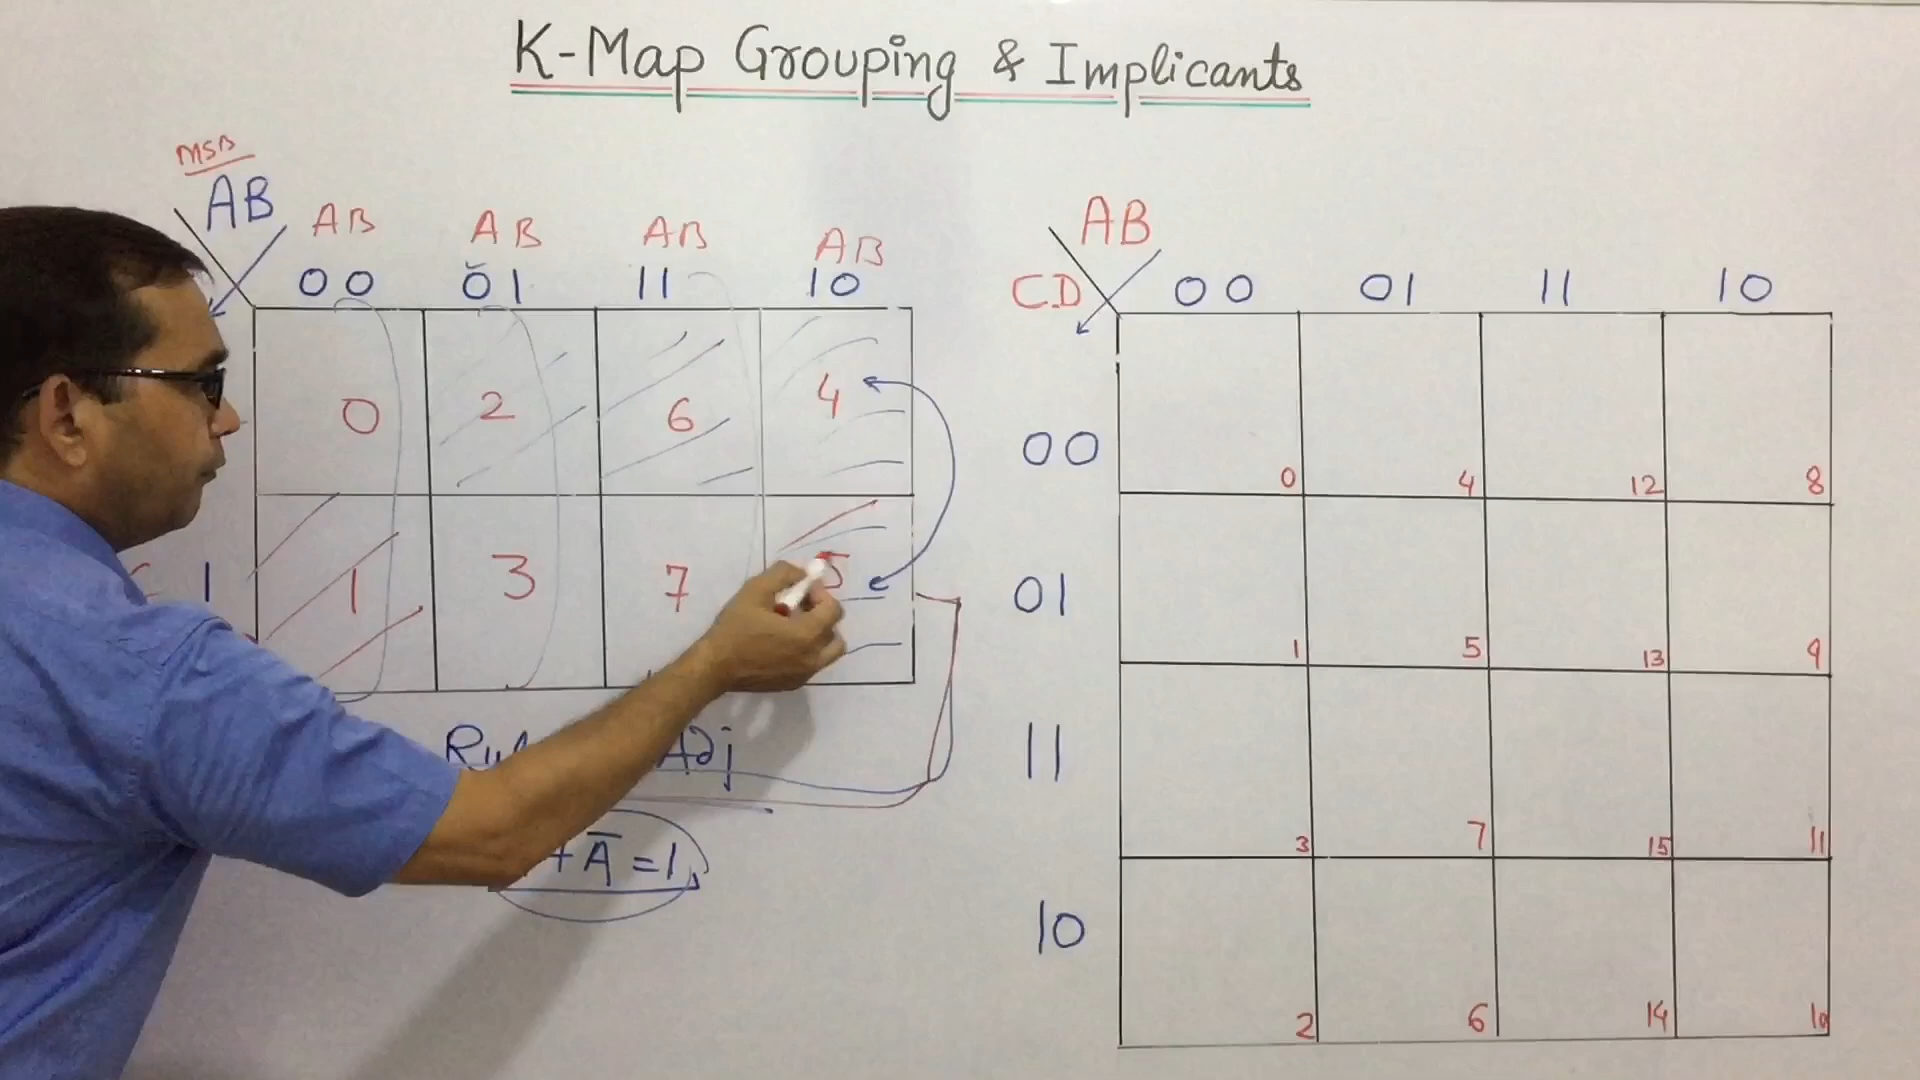 K-Map Grouping & Implicants
MSB
AB
AB AB AB AB
00 01 11 10
0 2 6 4
1
1 3 7 5
Adj
+ A̅ = 1
AB
CD
00 01 11 10
00
0 4 12 8
01
1 5 13 9
11
3 7 15 11
10
2 6 14 10